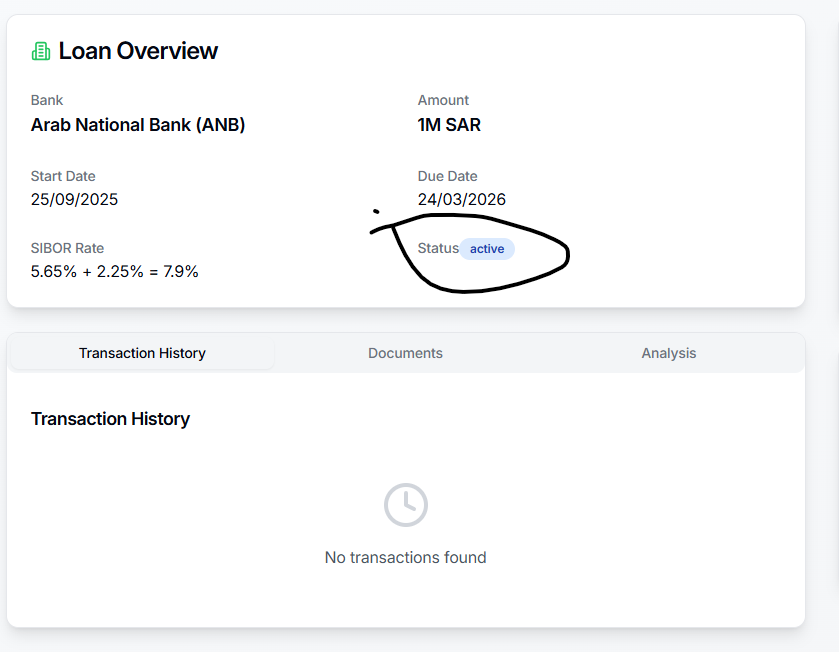 Loan Overview
Bank
Arab National Bank (ANB)
Amount
1M SAR
Start Date
25/09/2025
Due Date
24/03/2026
SIBOR Rate
5.65% + 2.25% = 7.9%
Status active
Transaction History Documents Analysis
Transaction History
No transactions found